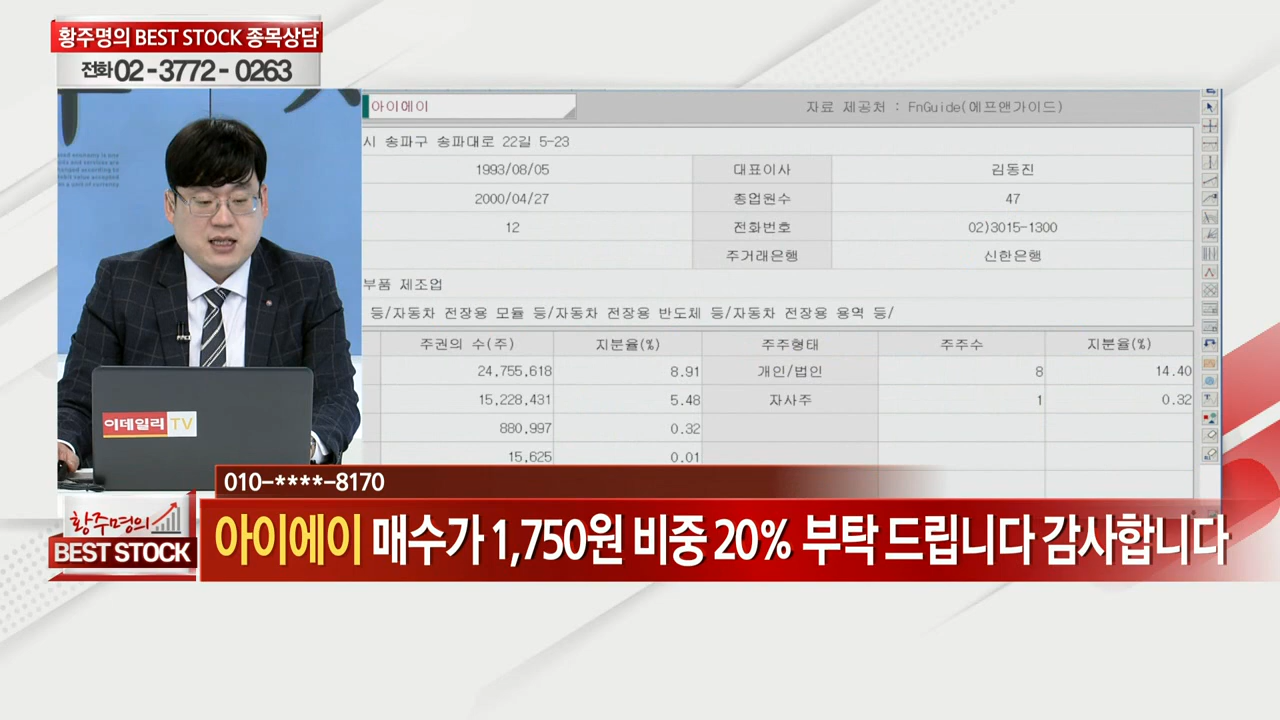 황주명의 BEST STOCK 종목상담
전화 02-3772-0263
아이에이
자료 제공처 : FnGuide(에프앤가이드)
시 송파구 송파대로 22길 5-23
1993/08/05 대표이사 김동진
2000/04/27 종업원수 47
12 전화번호 02)3015-1300
주거래은행 신한은행
부품 제조업
등/자동차 전장용 모듈 등/자동차 전장용 반도체 등/자동차 전장용 용역 등/
주권의 수(주) 지분율(%) 주주형태 주주수 지분율(%)
24,785,618 8.91 개인/법인 8 14.40
15,228,431 5.48 자사주 1 0.32
880,997 0.32
15,625 0.01
이데일리 TV
010-****-8170
황주명의
BEST STOCK
아이에이 매수가 1,750원 비중 20% 부탁 드립니다 감사합니다